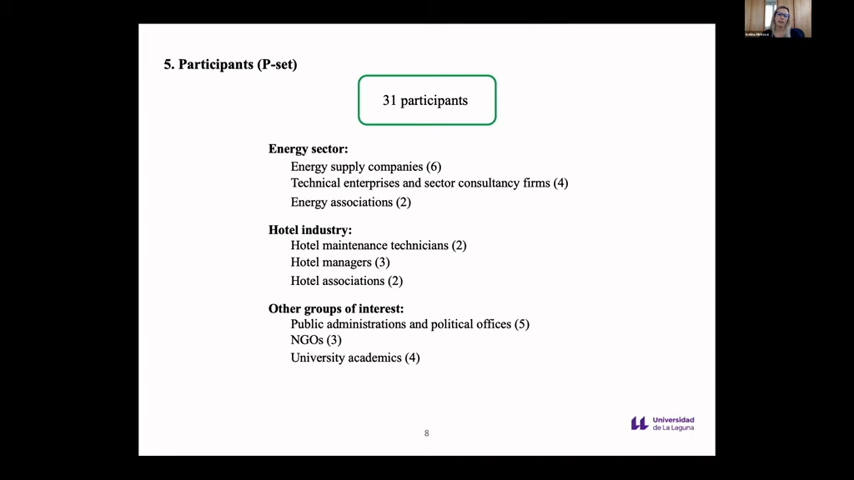 5. Participants (P-set)
31 participants
Energy sector:
Energy supply companies (6)
Technical enterprises and sector consultancy firms (4)
Energy associations (2)
Hotel industry:
Hotel maintenance technicians (2)
Hotel managers (3)
Hotel associations (2)
Other groups of interest:
Public administrations and political offices (5)
NGOs (3)
University academics (4)
8
Universidad
de La Laguna